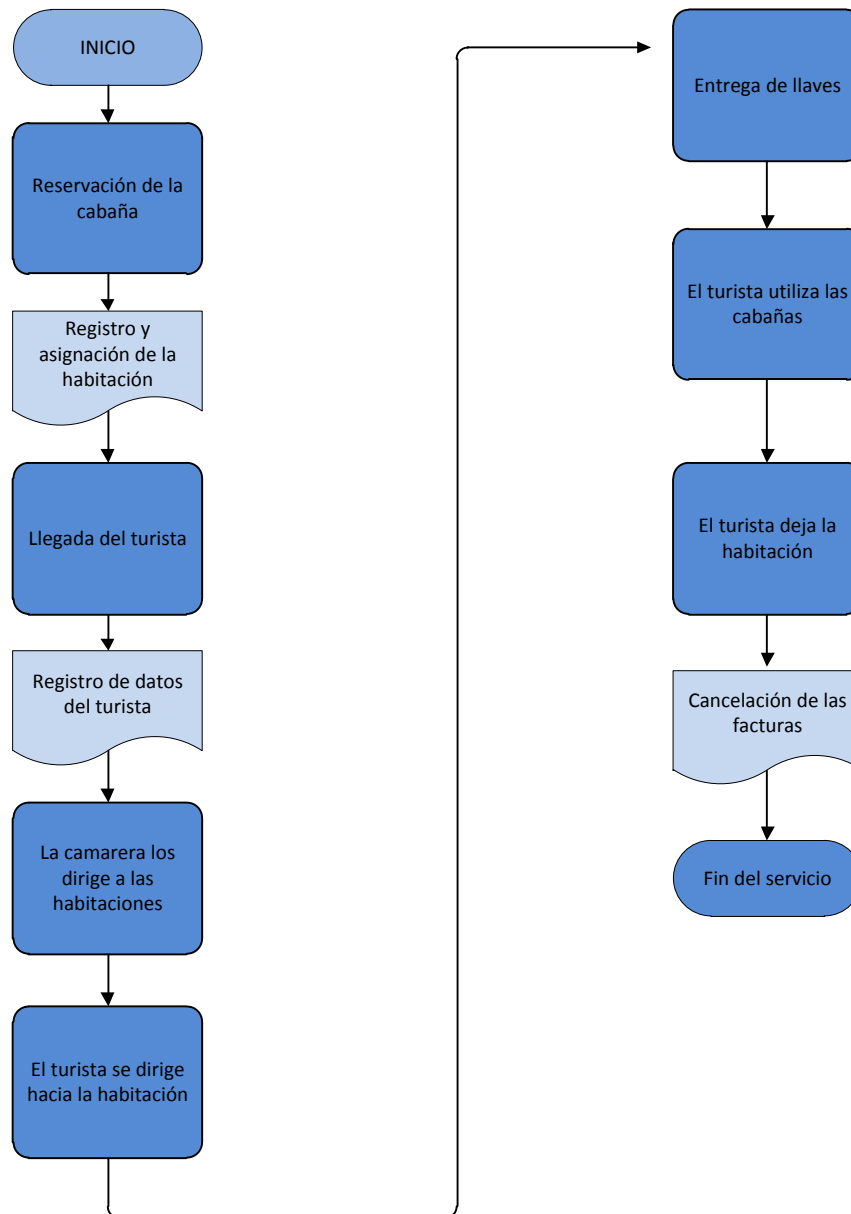 INICIO
Reservación de la
cabaña
Registro y
asignación de la
habitación
Llegada del turista
Registro de datos
del turista
La camarera los
dirige a las
habitaciones
El turista se dirige
hacia la habitación
Entrega de llaves
El turista utiliza las
cabañas
El turista deja la
habitación
Cancelación de las
facturas
Fin del servicio